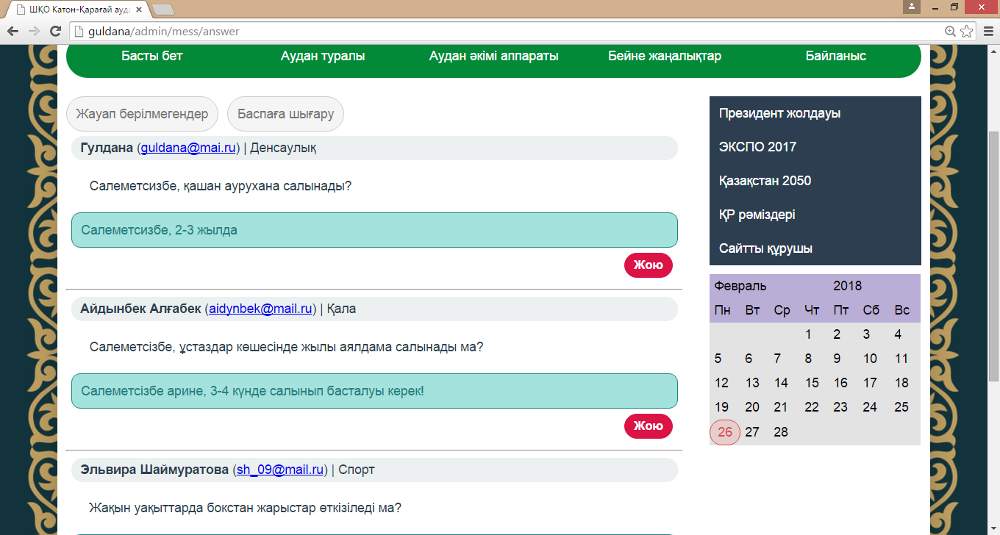 ШҚО Катон-Қарағай ауда
guldana/admin/mess/answer
Басты бет Аудан туралы Аудан әкімі аппараты Бейне жаңалықтар Байланыс
Жауап берілмегендер Баспаға шығару
Гулдана (guldana@mai.ru) | Денсаулық
Салеметсизбе, қашан аурухана салынады?
Салеметсизбе, 2-3 жылда
Жою
Айдынбек Алғабек (aidynbek@mail.ru) | Қала
Салеметсізбе, ұстаздар көшесінде жылы аялдама салынады ма?
Салеметсізбе арине, 3-4 күнде салынып басталуы керек!
Жою
Эльвира Шаймуратова (sh_09@mail.ru) | Спорт
Жақын уақыттарда бокстан жарыстар өткізіледі ма?
Президент жолдауы
ЭКСПО 2017
Қазақстан 2050
ҚР рәміздері
Сайтты құрушы
Февраль 2018
Пн Вт Ср Чт Пт Сб Вс
1 2 3 4
5 6 7 8 9 10 11
12 13 14 15 16 17 18
19 20 21 22 23 24 25
26 27 28